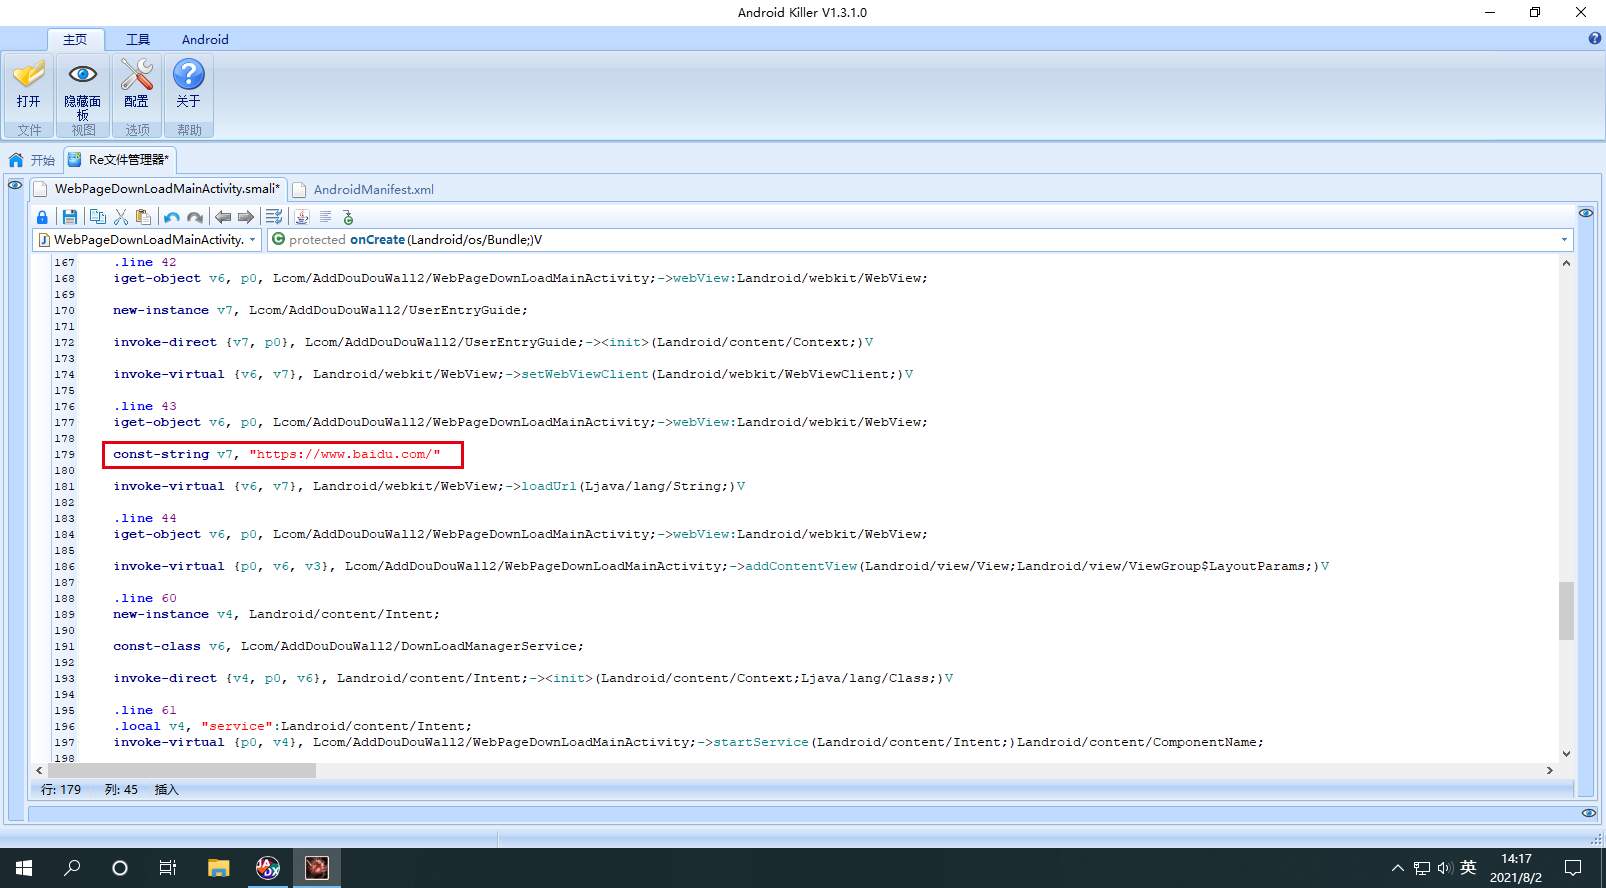 Android Killer V1.3.1.0
主页 工具 Android
打开 隐藏面板 配置 关于
文件 视图 选项 帮助
开始 Re文件管理器*
WebPageDownLoadMainActivity.smali* AndroidManifest.xml
WebPageDownLoadMainActivity. protected onCreate(Landroid/os/Bundle;)V
167 .line 42
168 iget-object v6, p0, Lcom/AddDouDouWall2/WebPageDownLoadMainActivity;->webView:Landroid/webkit/WebView;
169
170 new-instance v7, Lcom/AddDouDouWall2/UserEntryGuide;
171
172 invoke-direct {v7, p0}, Lcom/AddDouDouWall2/UserEntryGuide;-><init>(Landroid/content/Context;)V
173
174 invoke-virtual {v6, v7}, Landroid/webkit/WebView;->setWebViewClient(Landroid/webkit/WebViewClient;)V
175
176 .line 43
177 iget-object v6, p0, Lcom/AddDouDouWall2/WebPageDownLoadMainActivity;->webView:Landroid/webkit/WebView;
178
179 const-string v7, "https://www.baidu.com/"
180
181 invoke-virtual {v6, v7}, Landroid/webkit/WebView;->loadUrl(Ljava/lang/String;)V
182
183 .line 44
184 iget-object v6, p0, Lcom/AddDouDouWall2/WebPageDownLoadMainActivity;->webView:Landroid/webkit/WebView;
185
186 invoke-virtual {p0, v6, v3}, Lcom/AddDouDouWall2/WebPageDownLoadMainActivity;->addContentView(Landroid/view/View;Landroid/view/ViewGroup$LayoutParams;)V
187
188 .line 60
189 new-instance v4, Landroid/content/Intent;
190
191 const-class v6, Lcom/AddDouDouWall2/DownLoadManagerService;
192
193 invoke-direct {v4, p0, v6}, Landroid/content/Intent;-><init>(Landroid/content/Context;Ljava/lang/Class;)V
194
195 .line 61
196 .local v4, "service":Landroid/content/Intent;
197 invoke-virtual {p0, v4}, Lcom/AddDouDouWall2/WebPageDownLoadMainActivity;->startService(Landroid/content/Intent;)Landroid/content/ComponentName;
198
行: 179 列: 45 插入
英 14:17
2021/8/2